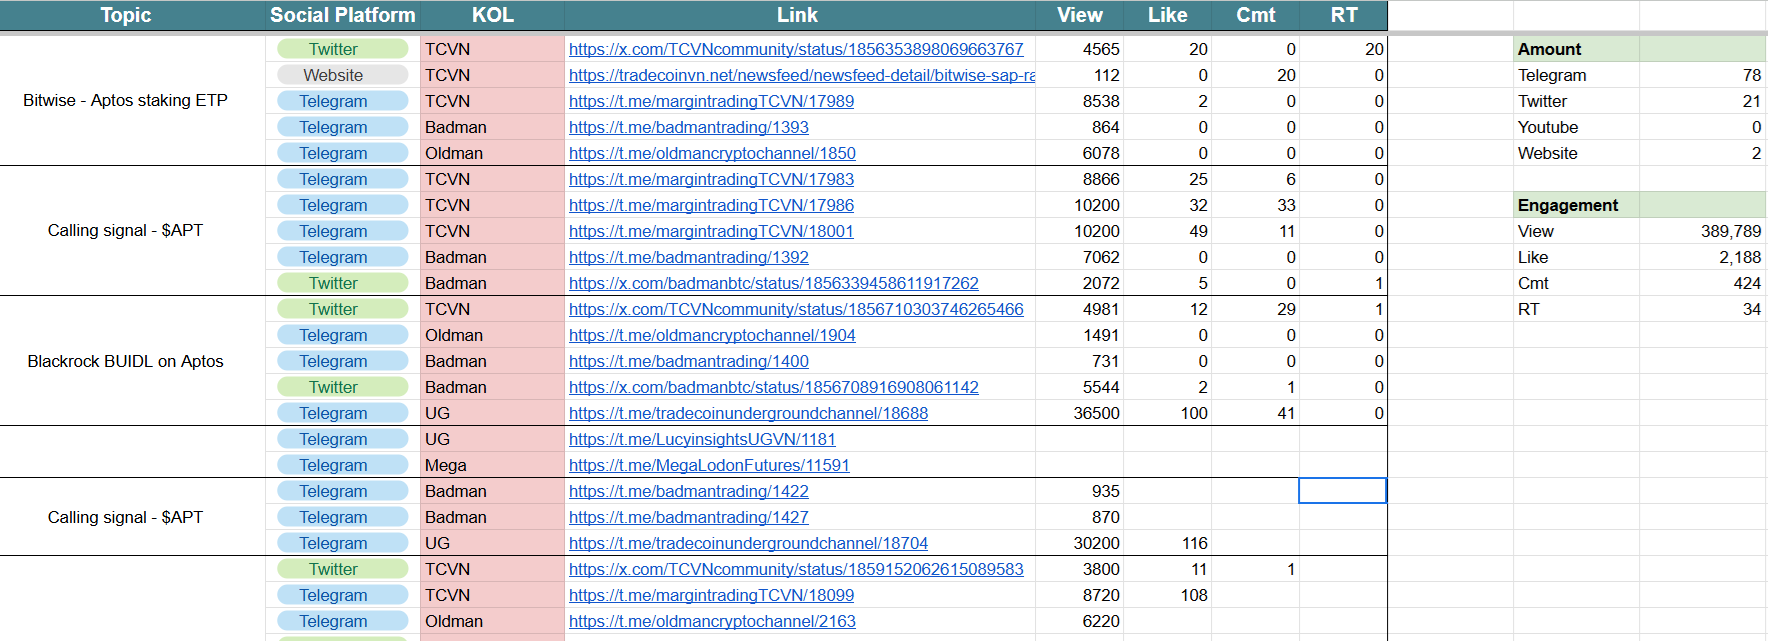 Topic Social Platform KOL Link View Like Cmt RT
Twitter TCVN https://x.com/TCVNcommunity/status/1856353898069663767 4565 20 0 20 Amount
Website TCVN https://tradecoinvn.net/newsfeed/newsfeed-detail/bitwise-sap-ra 112 0 20 0 Telegram 78
Bitwise - Aptos staking ETP Telegram TCVN https://t.me/margintradingTCVN/17989 8538 2 0 0 Twitter 21
Telegram Badman https://t.me/badmantrading/1393 864 0 0 0 Youtube 0
Telegram Oldman https://t.me/oldmancryptochannel/1850 6078 0 0 0 Website 2
Telegram TCVN https://t.me/margintradingTCVN/17983 8866 25 6 0
Telegram TCVN https://t.me/margintradingTCVN/17986 10200 32 33 0 Engagement
Calling signal - $APT Telegram TCVN https://t.me/margintradingTCVN/18001 10200 49 11 0 View 389,789
Telegram Badman https://t.me/badmantrading/1392 7062 0 0 0 Like 2,188
Twitter Badman https://x.com/badmanbtc/status/1856339458611917262 2072 5 0 1 Cmt 424
Twitter TCVN https://x.com/TCVNcommunity/status/1856710303746265466 4981 12 29 1 RT 34
Telegram Oldman https://t.me/oldmancryptochannel/1904 1491 0 0 0
Blackrock BUIDL on Aptos Telegram Badman https://t.me/badmantrading/1400 731 0 0 0
Twitter Badman https://x.com/badmanbtc/status/1856708916908061142 5544 2 1 0
Telegram UG https://t.me/tradecoinundergroundchannel/18688 36500 100 41 0
Telegram UG https://t.me/LucyinsightsUGVN/1181
Telegram Mega https://t.me/MegaLodonFutures/11591
Telegram Badman https://t.me/badmantrading/1422 935
Calling signal - $APT Telegram Badman https://t.me/badmantrading/1427 870
Telegram UG https://t.me/tradecoinundergroundchannel/18704 30200 116
Twitter TCVN https://x.com/TCVNcommunity/status/1859152062615089583 3800 11 1
Telegram TCVN https://t.me/margintradingTCVN/18099 8720 108
Telegram Oldman https://t.me/oldmancryptochannel/2163 6220